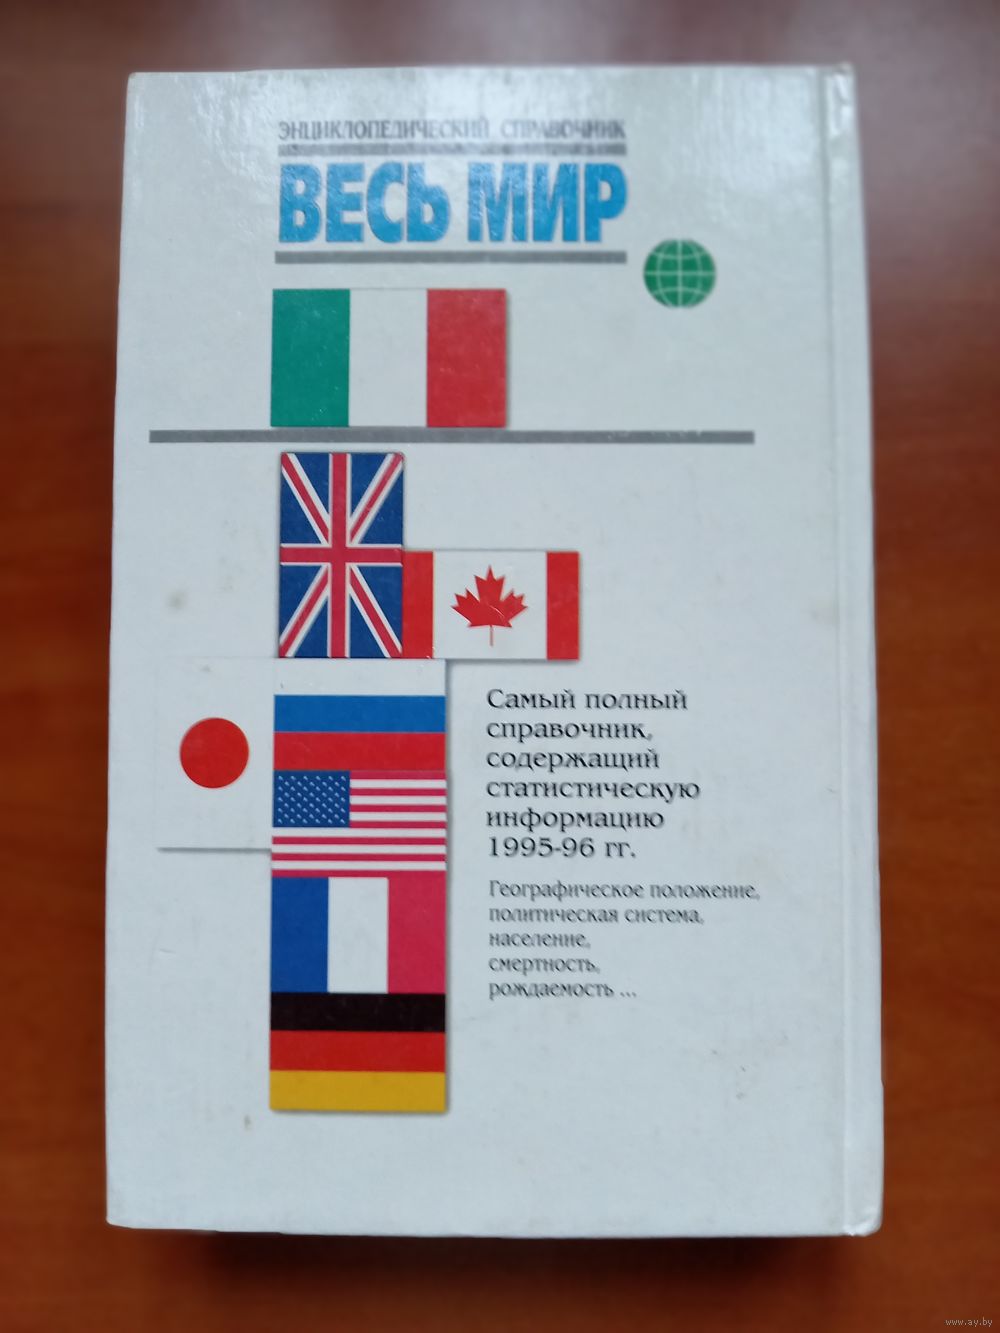 ЭНЦИКЛОПЕДИЧЕСКИЙ СПРАВОЧНИК
ВЕСЬ МИР
Самый полный
справочник,
содержащий
статистическую
информацию
1995-96 гг.
Географическое положение,
политическая система,
население,
смертность,
рождаемость ...
www.ay.by